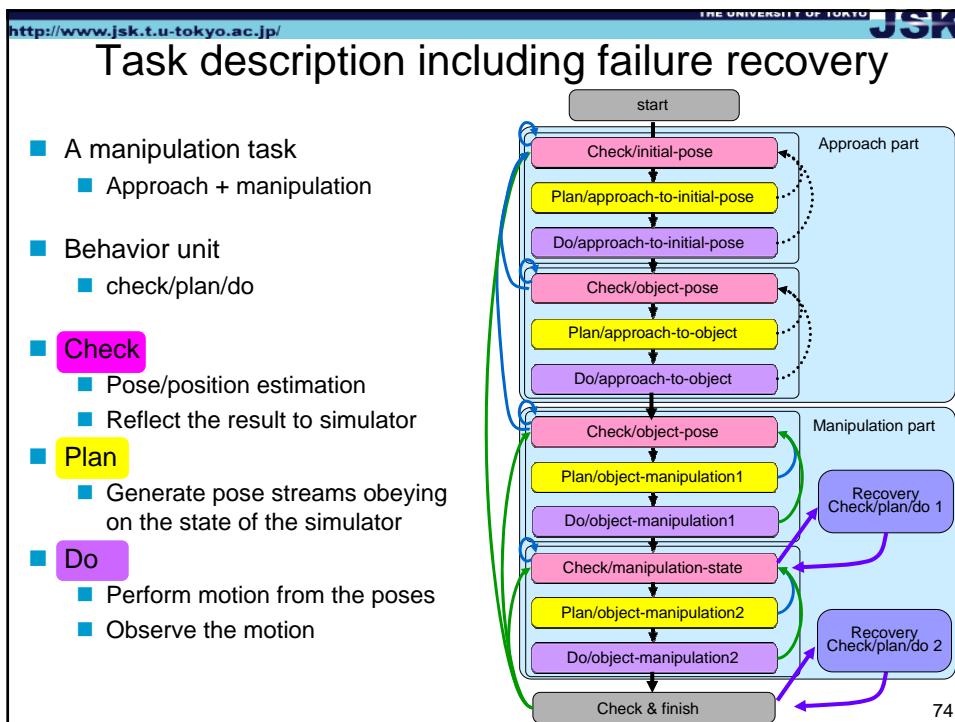 THE UNIVERSITY OF TOKYO
http://www.jsk.t.u-tokyo.ac.jp/
JSK
Task description including failure recovery
A manipulation task
Approach + manipulation
Behavior unit
check/plan/do
Check
Pose/position estimation
Reflect the result to simulator
Plan
Generate pose streams obeying
on the state of the simulator
Do
Perform motion from the poses
Observe the motion
start
Approach part
Check/initial-pose
Plan/approach-to-initial-pose
Do/approach-to-initial-pose
Check/object-pose
Plan/approach-to-object
Do/approach-to-object
Manipulation part
Check/object-pose
Plan/object-manipulation1
Do/object-manipulation1
Recovery
Check/plan/do 1
Check/manipulation-state
Plan/object-manipulation2
Do/object-manipulation2
Recovery
Check/plan/do 2
Check & finish
74